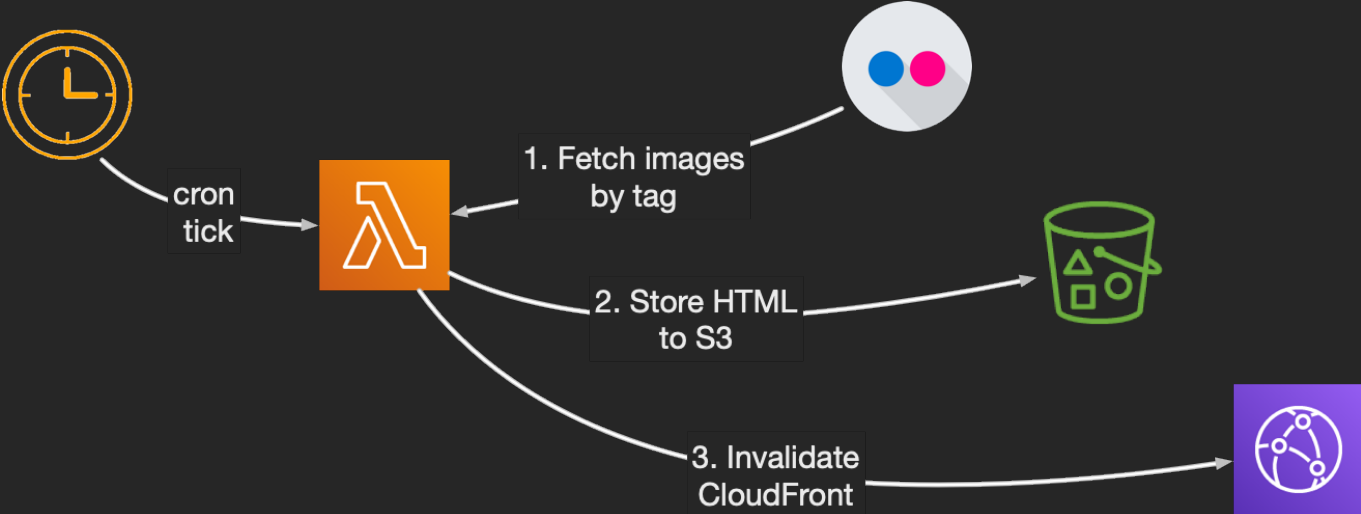 cron
tick
1. Fetch images
by tag
2. Store HTML
to S3
3. Invalidate
CloudFront